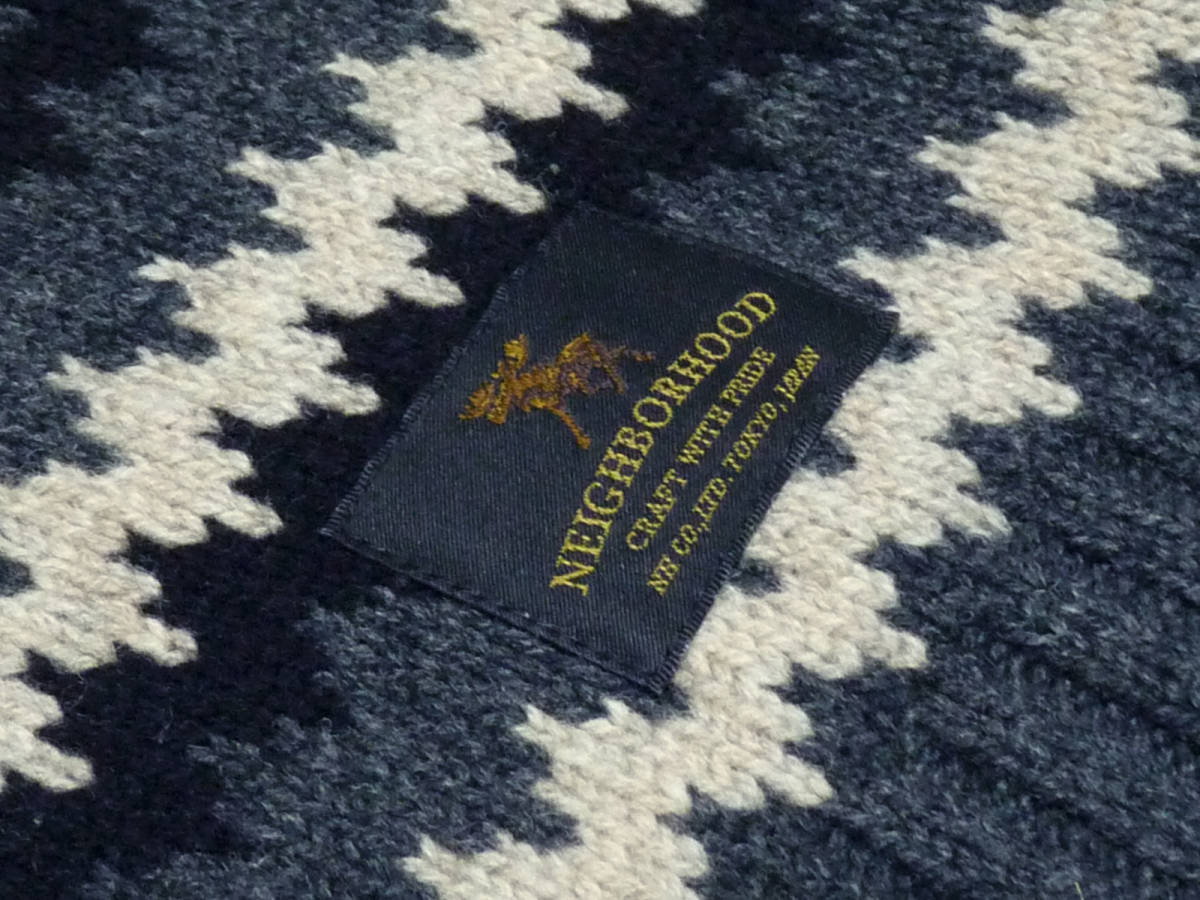 NEIGHBORHOOD
CRAFT WITH PRIDE
NH CO.,LTD. TOKYO, JAPAN